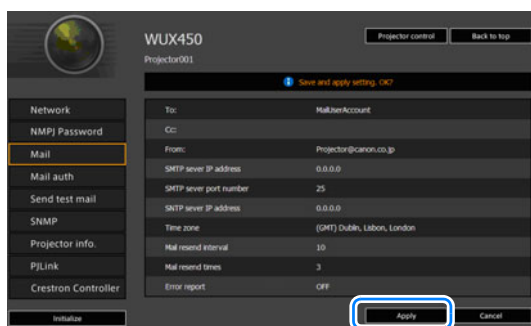 WUX450
Projector control
Back to top
Projector001
Save and apply setting. OK?
Network
NMPJ Password
Mail
Mail auth
Send test mail
SNMP
Projector info.
PJLink
Crestron Controller
Initialize
To: MailUserAccount
Cc:
From: Projector@canon.co.jp
SMTP sever IP address 0.0.0.0
SMTP sever port number 25
SNTP sever IP address 0.0.0.0
Time zone (GMT) Dublin, Lisbon, London
Mail resend interval 10
Mail resend times 3
Error report OFF
Apply
Cancel